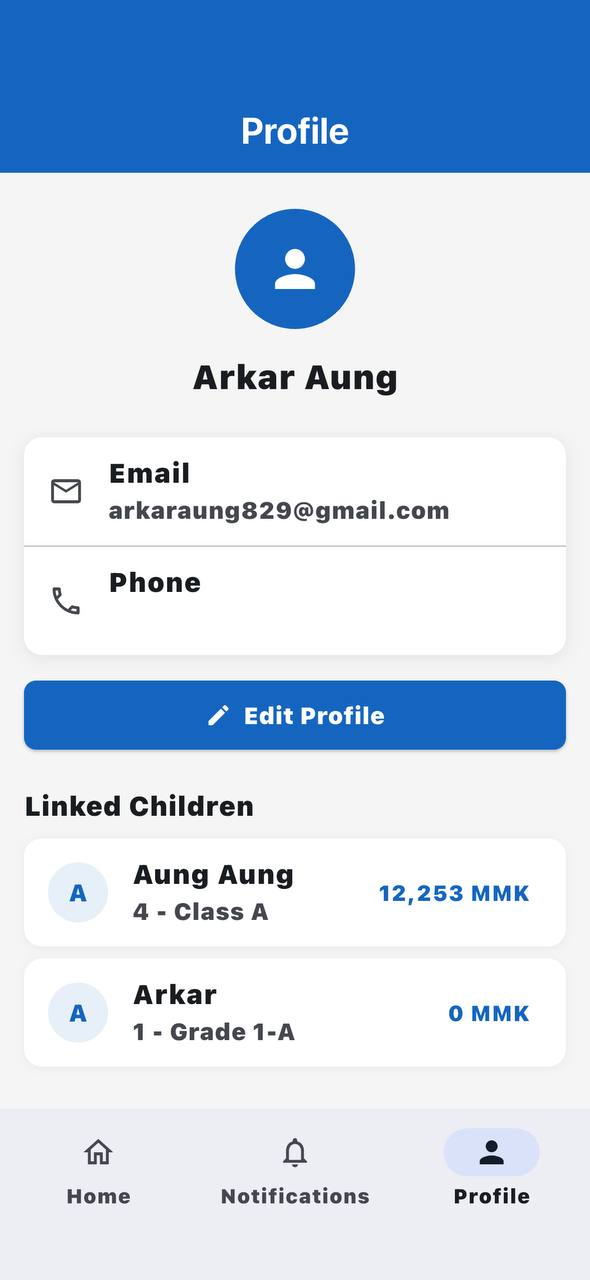 Profile
Arkar Aung
Email
arkaraung829@gmail.com
Phone
Edit Profile
Linked Children
A
Aung Aung
4 - Class A
12,253 MMK
A
Arkar
1 - Grade 1-A
0 MMK
Home
Notifications
Profile